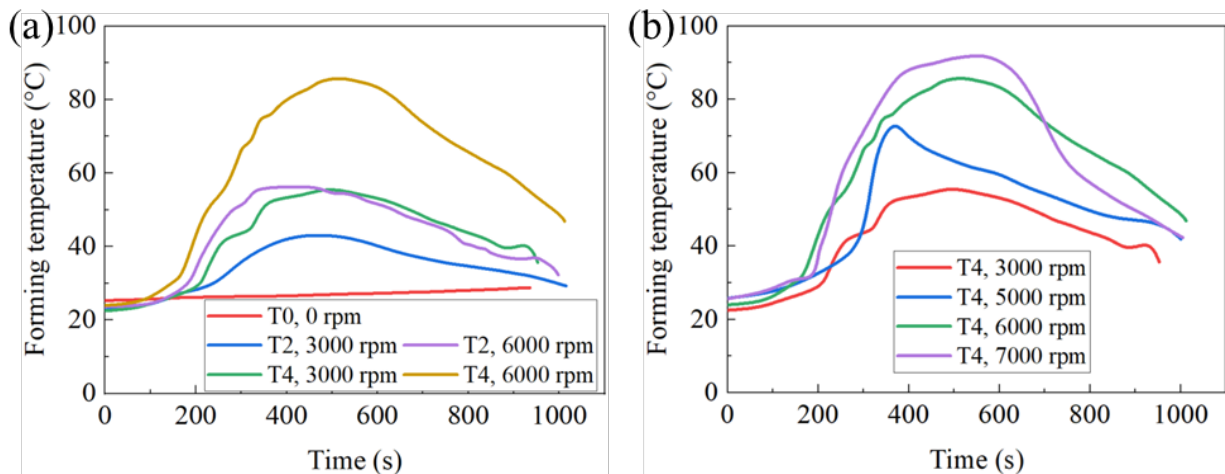 (a)
Forming temperature (°C)
100
80
60
40
20
0
T0, 0 rpm
T2, 3000 rpm
T2, 6000 rpm
T4, 3000 rpm
T4, 6000 rpm
0 200 400 600 800 1000
Time (s)
(b)
Forming temperature (°C)
100
80
60
40
20
0
T4, 3000 rpm
T4, 5000 rpm
T4, 6000 rpm
T4, 7000 rpm
0 200 400 600 800 1000
Time (s)